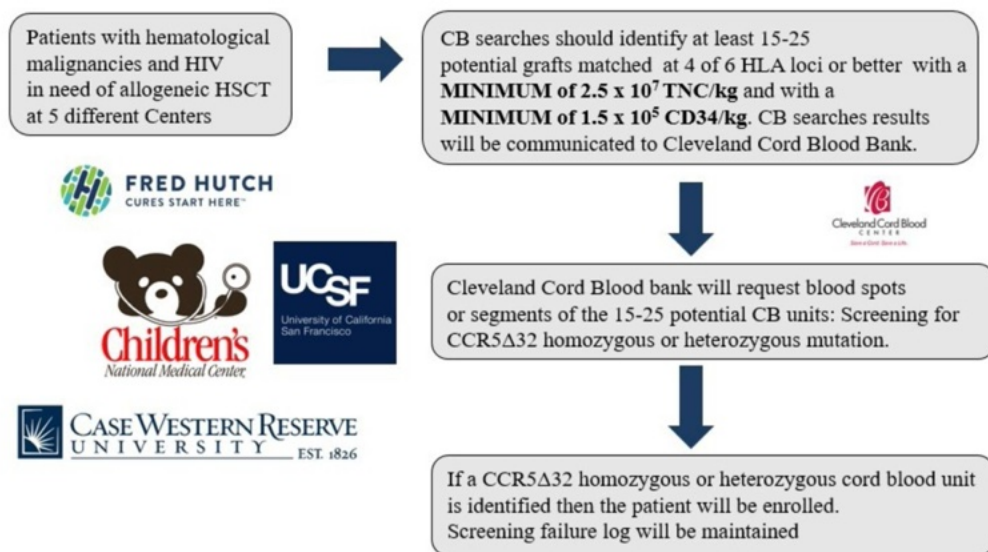 Patients with hematological
malignancies and HIV
in need of allogeneic HSCT
at 5 different Centers
CB searches should identify at least 15-25
potential grafts matched at 4 of 6 HLA loci or better with a
MINIMUM of 2.5 x 10⁷ TNC/kg and with a
MINIMUM of 1.5 x 10⁵ CD34/kg. CB searches results
will be communicated to Cleveland Cord Blood Bank.
FRED HUTCH
CURES START HERE™
CB
Cleveland Cord Blood
CENTER
Save a Cord. Save a Life.
Children's
National Medical Center
UCSF
University of California
San Francisco
Cleveland Cord Blood bank will request blood spots
or segments of the 15-25 potential CB units: Screening for
CCR5Δ32 homozygous or heterozygous mutation.
CASE WESTERN RESERVE
UNIVERSITY EST. 1826
If a CCR5Δ32 homozygous or heterozygous cord blood unit
is identified then the patient will be enrolled.
Screening failure log will be maintained